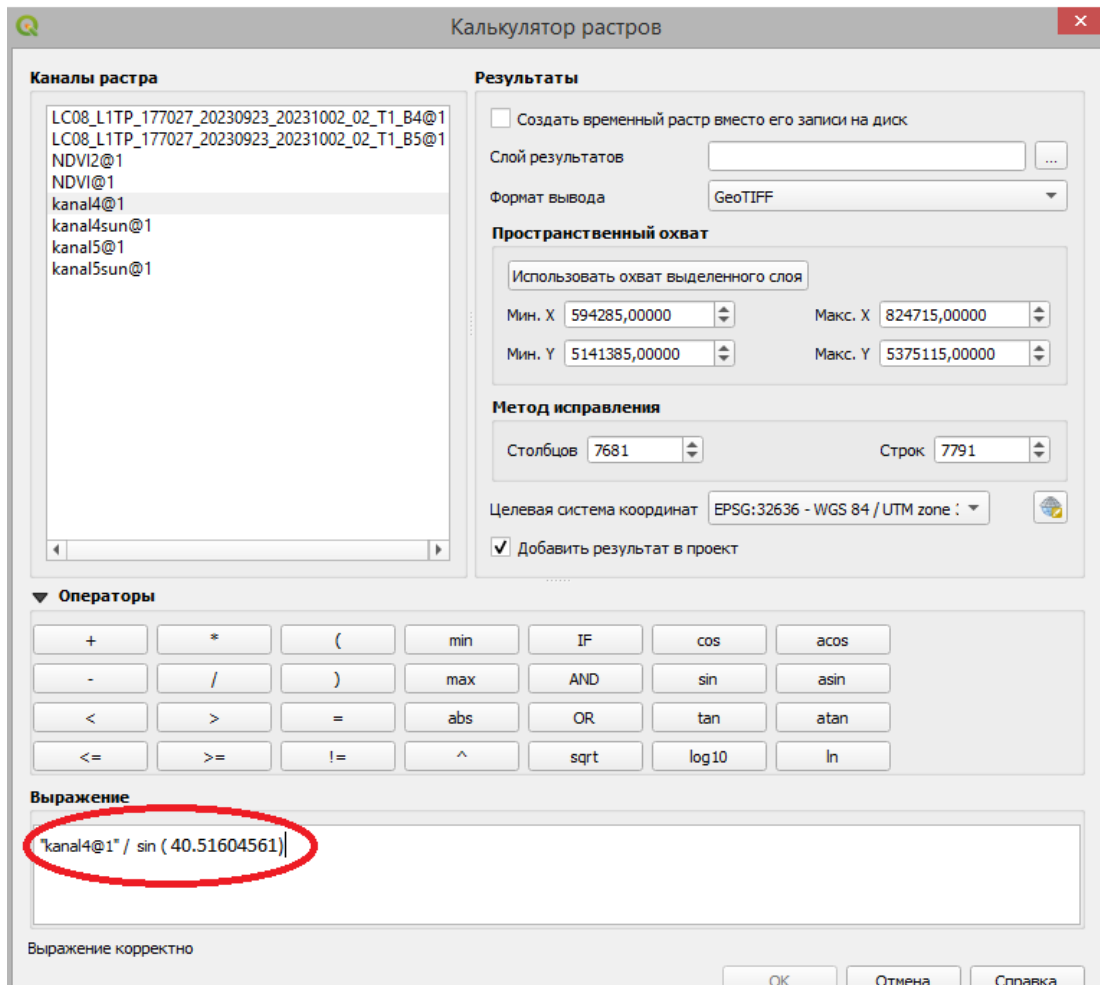 Калькулятор растров
Каналы растра
LC08_L1TP_177027_20230923_20231002_02_T1_B4@1
LC08_L1TP_177027_20230923_20231002_02_T1_B5@1
NDVI2@1
NDVI@1
kanal4@1
kanal4sun@1
kanal5@1
kanal5sun@1
Результаты
Создать временный растр вместо его записи на диск
Слой результатов ...
Формат вывода GeoTIFF
Пространственный охват
Использовать охват выделенного слоя
Мин. X 594285,00000 Макс. X 824715,00000
Мин. Y 5141385,00000 Макс. Y 5375115,00000
Метод исправления
Столбцов 7681 Строк 7791
Целевая система координат EPSG:32636 - WGS 84 / UTM zone
Добавить результат в проект
Операторы
+ * ( min IF cos acos
- / ) max AND sin asin
< > = abs OR tan atan
<= >= != ^ sqrt log10 ln
Выражение
"kanal4@1" / sin ( 40.51604561)
Выражение корректно
OK Отмена Справка